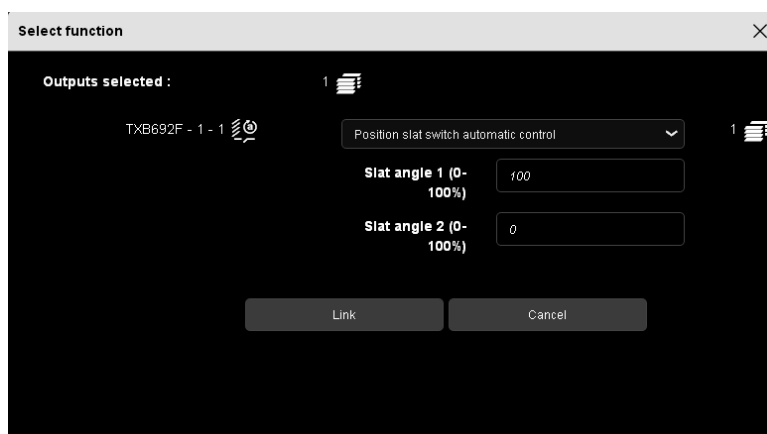 Select function
Outputs selected :
1
TXB692F - 1 - 1
Position slat switch automatic control
1
Slat angle 1 (0-
100%)
100
Slat angle 2 (0-
100%)
0
Link
Cancel